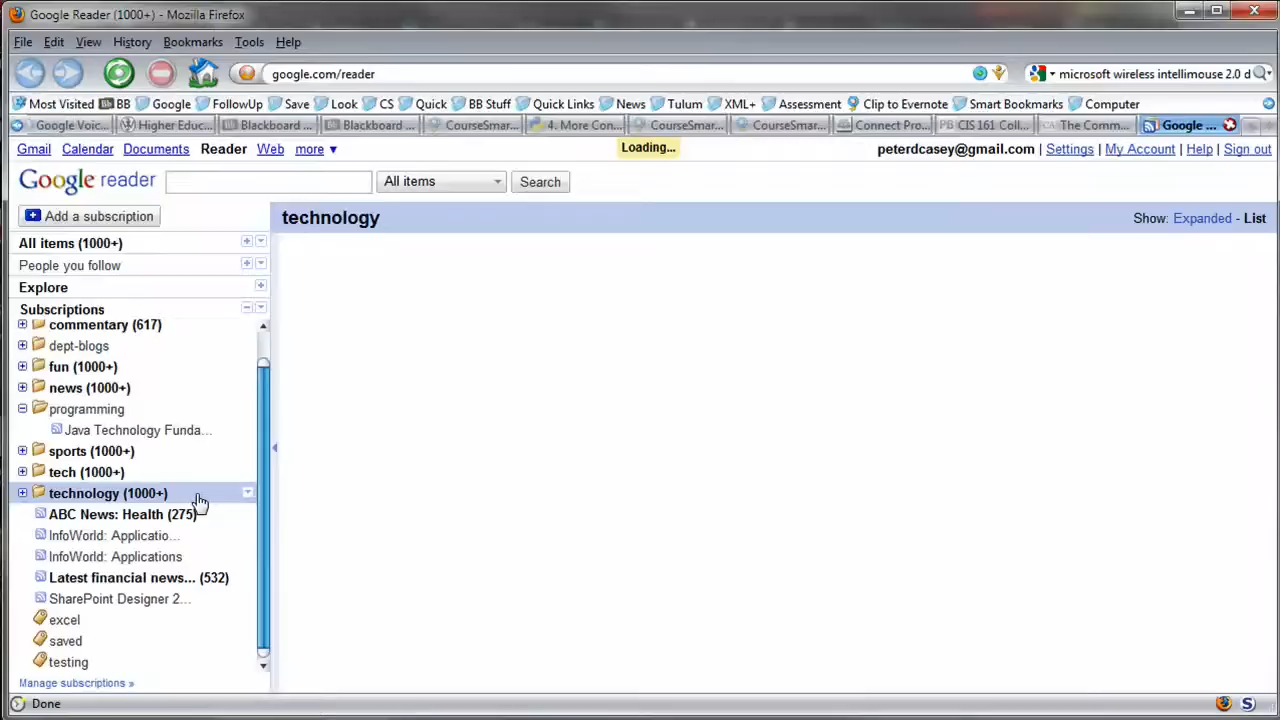 Google Reader (1000+) - Mozilla Firefox
File Edit View History Bookmarks Tools Help
google.com/reader
microsoft wireless intellimouse 2.0 d
Most Visited BB Google FollowUp Save Look CS Quick BB Stuff Quick Links News Tulum XML+ Assessment Clip to Evernote Smart Bookmarks Computer
Google Voic... Higher Educ... Blackboard ... Blackboard ... CourseSmar... 4. More Con... CourseSmar... CourseSmar... Connect Pro... CIS 161 Coll... The Comm... Google ...
Gmail Calendar Documents Reader Web more ▼ Loading... peterdcasey@gmail.com | Settings | My Account | Help | Sign out
Google reader All items Search
Add a subscription
technology
Show: Expanded - List
All items (1000+)
People you follow
Explore
Subscriptions
commentary (617)
dept-blogs
fun (1000+)
news (1000+)
programming
Java Technology Funda...
sports (1000+)
tech (1000+)
technology (1000+)
ABC News: Health (275)
InfoWorld: Applicatio...
InfoWorld: Applications
Latest financial news... (532)
SharePoint Designer 2...
excel
saved
testing
Manage subscriptions »
Done